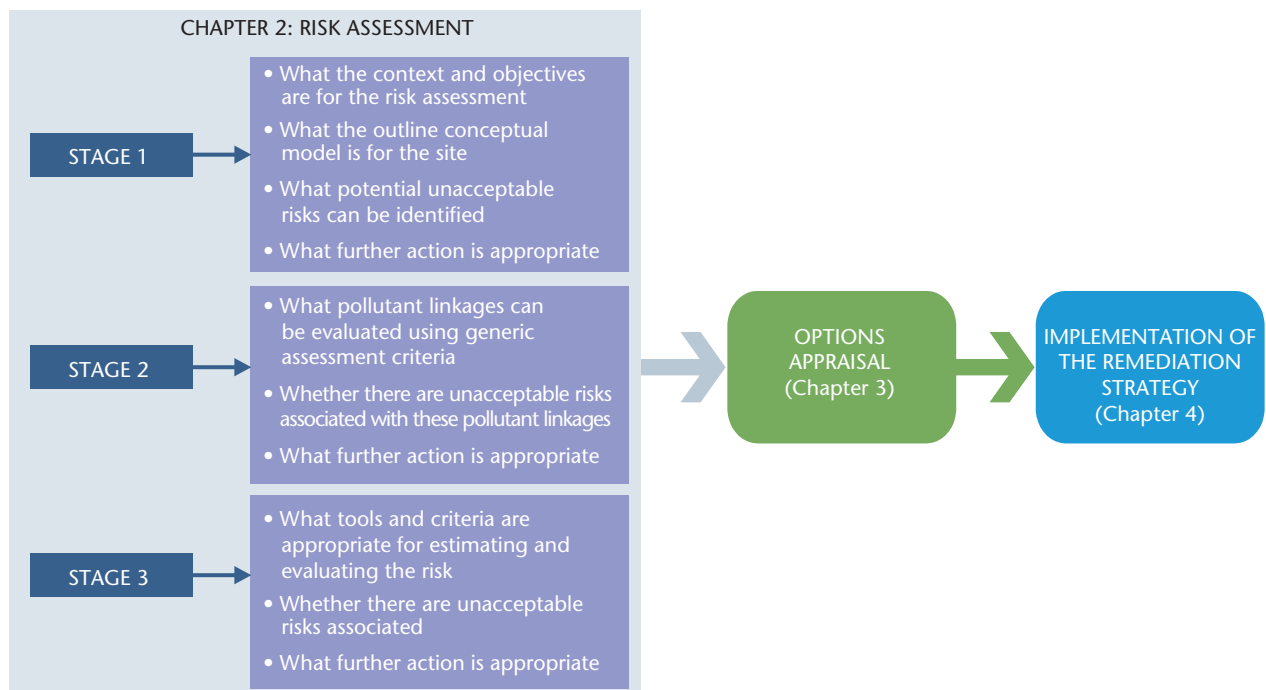 CHAPTER 2: RISK ASSESSMENT
STAGE 1
• What the context and objectives
are for the risk assessment
• What the outline conceptual
model is for the site
• What potential unacceptable
risks can be identified
• What further action is appropriate
STAGE 2
• What pollutant linkages can
be evaluated using generic
assessment criteria
• Whether there are unacceptable risks
associated with these pollutant linkages
• What further action is appropriate
STAGE 3
• What tools and criteria are
appropriate for estimating and
evaluating the risk
• Whether there are unacceptable
risks associated
• What further action is appropriate
OPTIONS
APPRAISAL
(Chapter 3)
IMPLEMENTATION OF
THE REMEDIATION
STRATEGY
(Chapter 4)